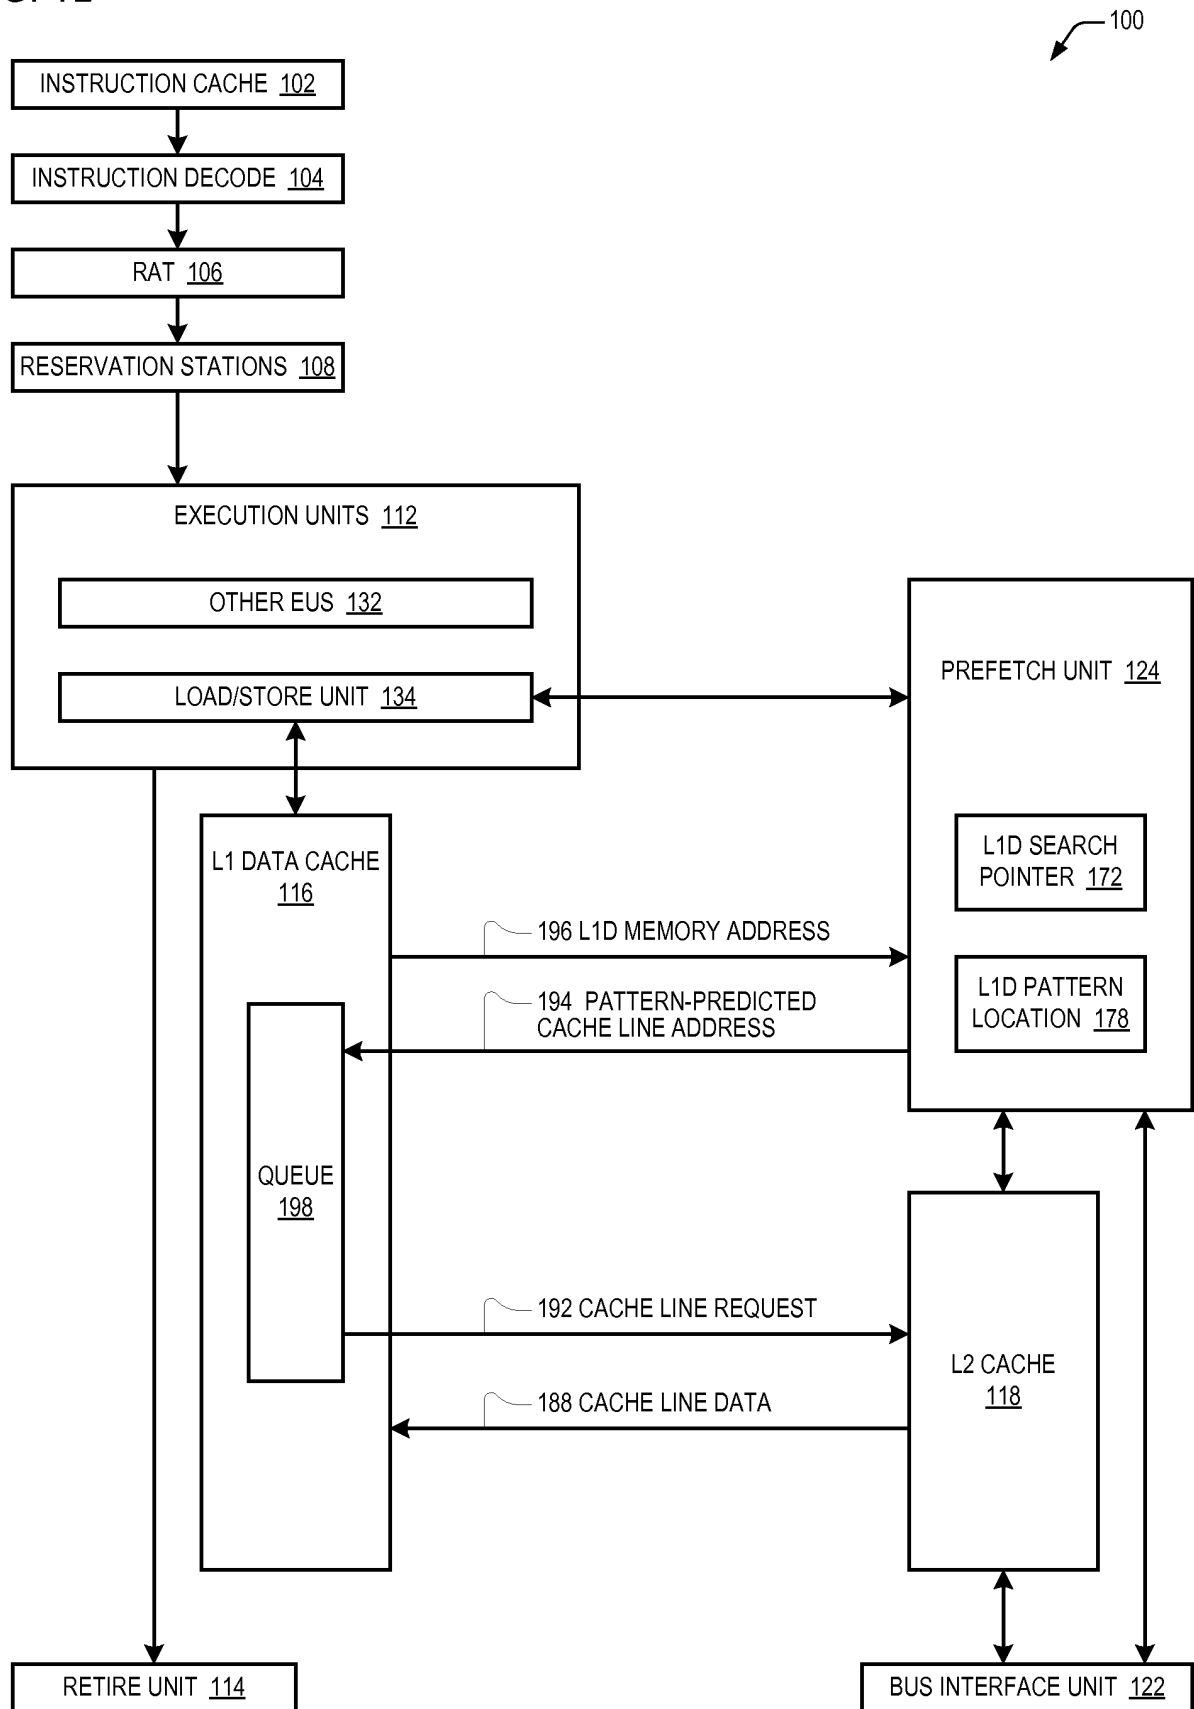 100
INSTRUCTION CACHE 102
INSTRUCTION DECODE 104
RAT 106
RESERVATION STATIONS 108
EXECUTION UNITS 112
OTHER EUS 132
LOAD/STORE UNIT 134
PREFETCH UNIT 124
L1D SEARCH
POINTER 172
L1D PATTERN
LOCATION 178
L1 DATA CACHE
116
196 L1D MEMORY ADDRESS
194 PATTERN-PREDICTED
CACHE LINE ADDRESS
QUEUE
198
192 CACHE LINE REQUEST
188 CACHE LINE DATA
L2 CACHE
118
RETIRE UNIT 114
BUS INTERFACE UNIT 122